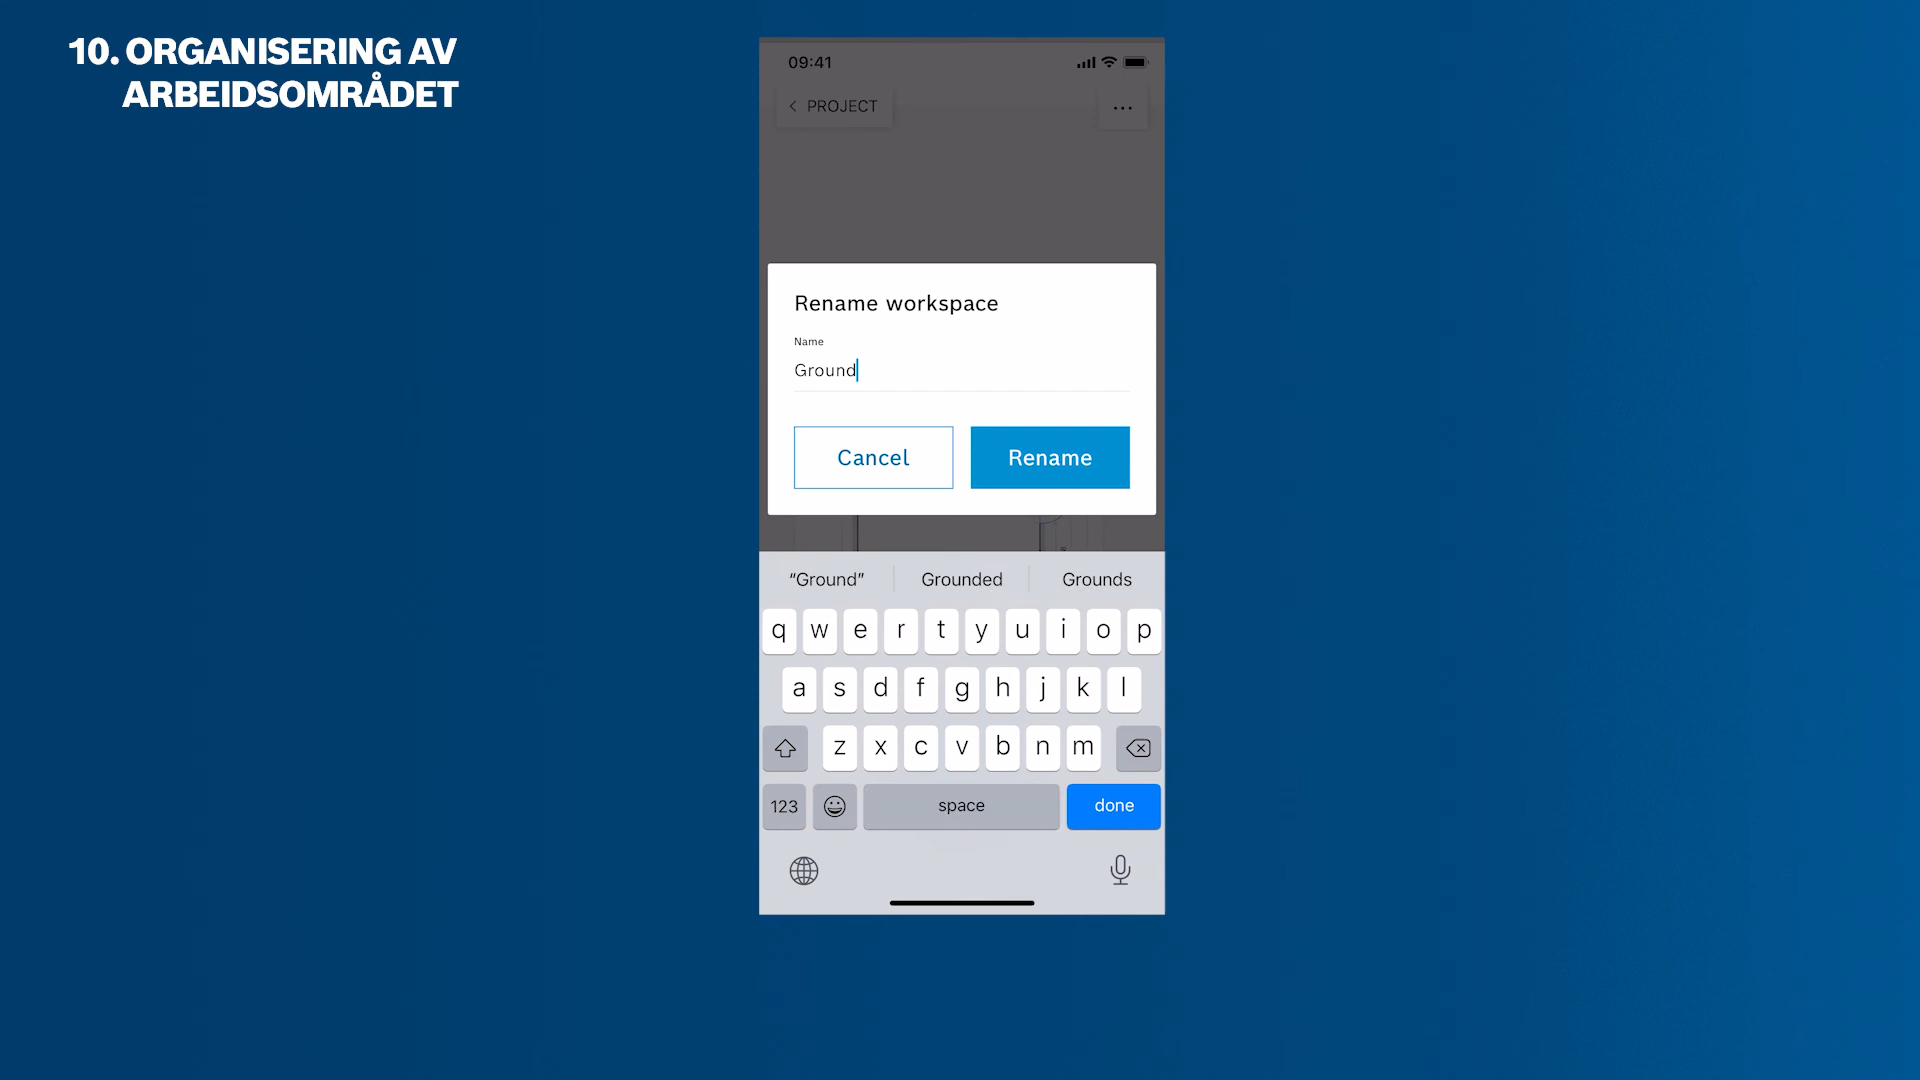 10. ORGANISERING AV
ARBEIDSOMRÅDET
09:41
PROJECT
Rename workspace
Name
Ground
Cancel
Rename
“Ground”
Grounded
Grounds
q w e r t y u i o p
a s d f g h j k l
z x c v b n m
123
space
done